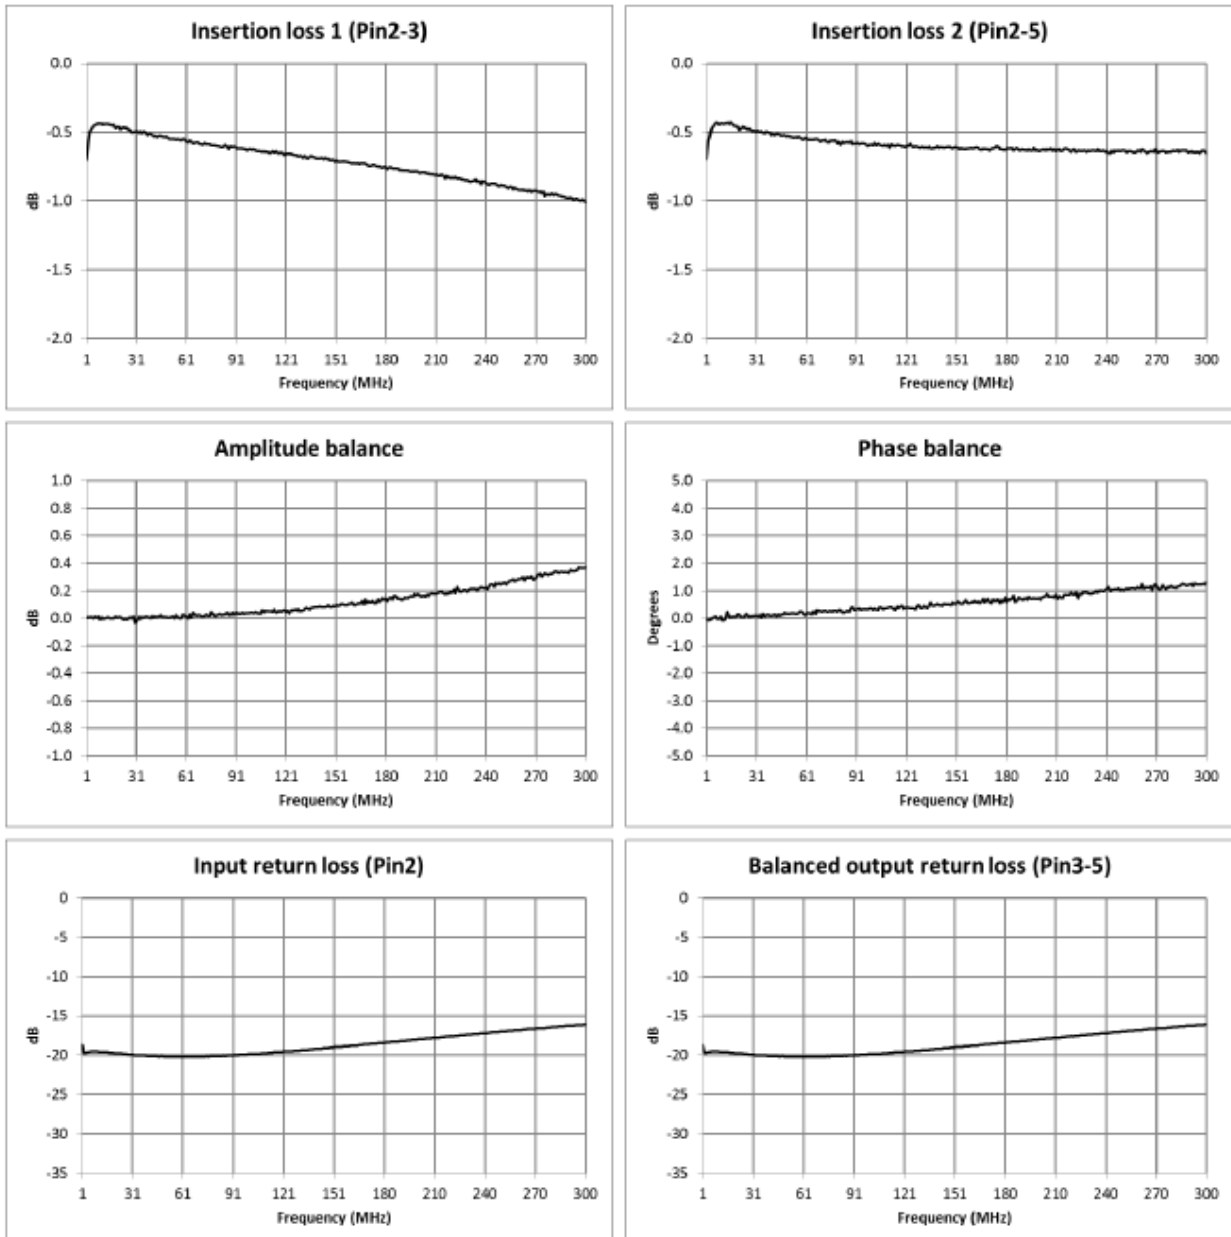 Insertion loss 1 (Pin2-3)
0.0
-0.5
-1.0
-1.5
-2.0
dB
1 31 61 91 121 151 180 210 240 270 300
Frequency (MHz)
Insertion loss 2 (Pin2-5)
0.0
-0.5
-1.0
-1.5
-2.0
dB
1 31 61 91 121 151 180 210 240 270 300
Frequency (MHz)
Amplitude balance
1.0
0.8
0.6
0.4
0.2
0.0
-0.2
-0.4
-0.6
-0.8
-1.0
dB
1 31 61 91 121 151 180 210 240 270 300
Frequency (MHz)
Phase balance
5.0
4.0
3.0
2.0
1.0
0.0
-1.0
-2.0
-3.0
-4.0
-5.0
Degrees
1 31 61 91 121 151 180 210 240 270 300
Frequency (MHz)
Input return loss (Pin2)
0
-5
-10
-15
-20
-25
-30
-35
dB
1 31 61 91 121 151 180 210 240 270 300
Frequency (MHz)
Balanced output return loss (Pin3-5)
0
-5
-10
-15
-20
-25
-30
-35
dB
1 31 61 91 121 151 180 210 240 270 300
Frequency (MHz)